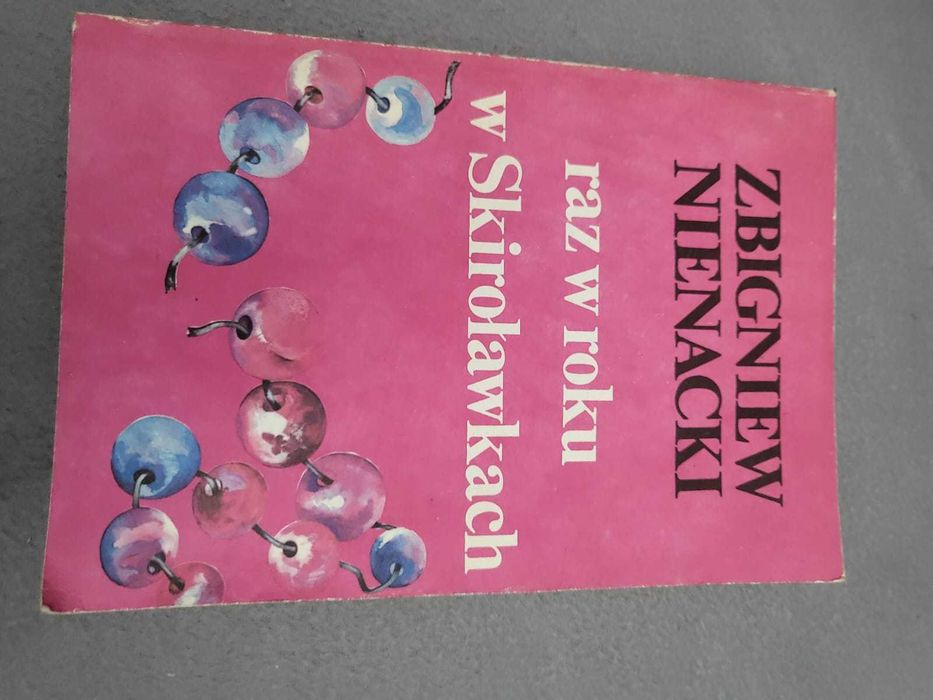 ZBIGNIEW
NIENACKI
raz w roku
w Skiroławkach